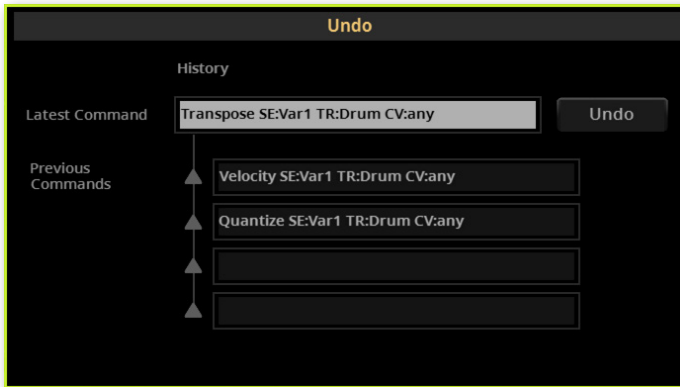 Undo
History
Latest Command
Transpose SE:Var1 TR:Drum CV:any
Undo
Previous
Commands
Velocity SE:Var1 TR:Drum CV:any
Quantize SE:Var1 TR:Drum CV:any